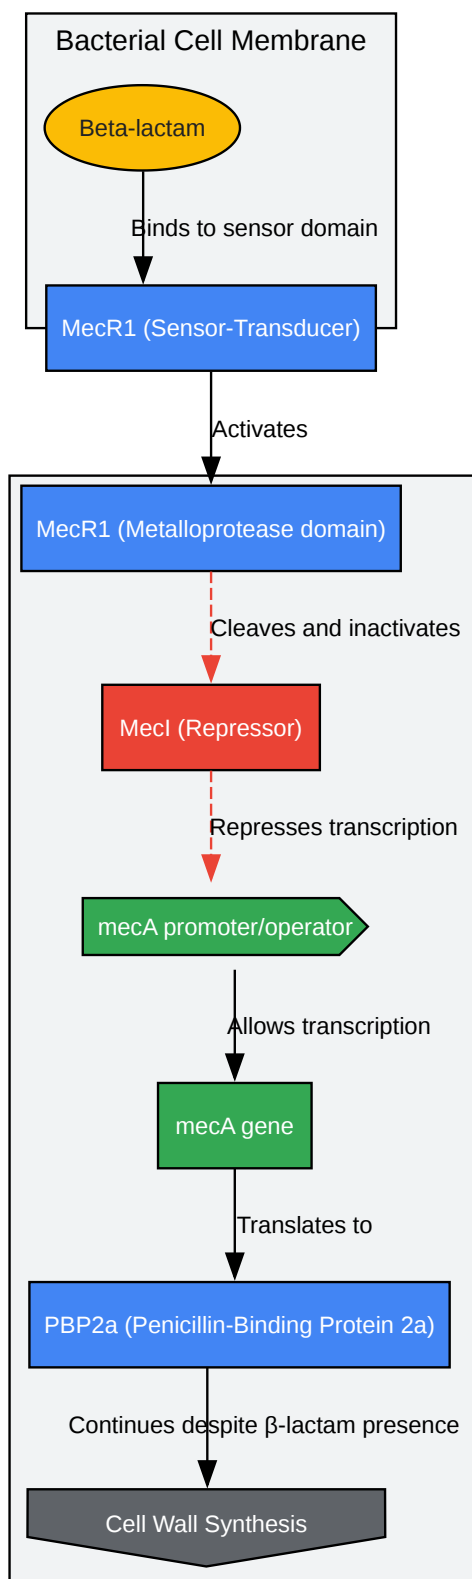 Bacterial Cell Membrane
Beta-lactam
Binds to sensor domain
MecR1 (Sensor-Transducer)
Activates
MecR1 (Metalloprotease domain)
Cleaves and inactivates
MecI (Repressor)
Represses transcription
mecA promoter/operator
Allows transcription
mecA gene
Translates to
PBP2a (Penicillin-Binding Protein 2a)
Continues despite β-lactam presence
Cell Wall Synthesis